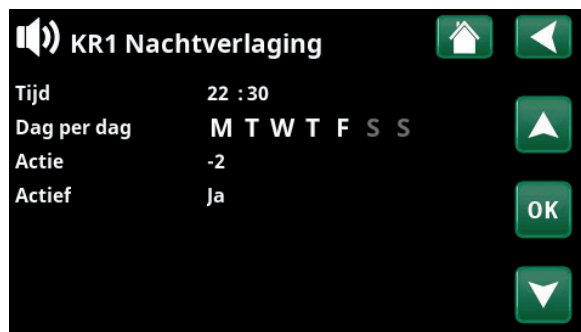 KR1 Nachtverlaging
Tijd 22 :30
Dag per dag M T W T F S S
Actie -2
Actief Ja
OK